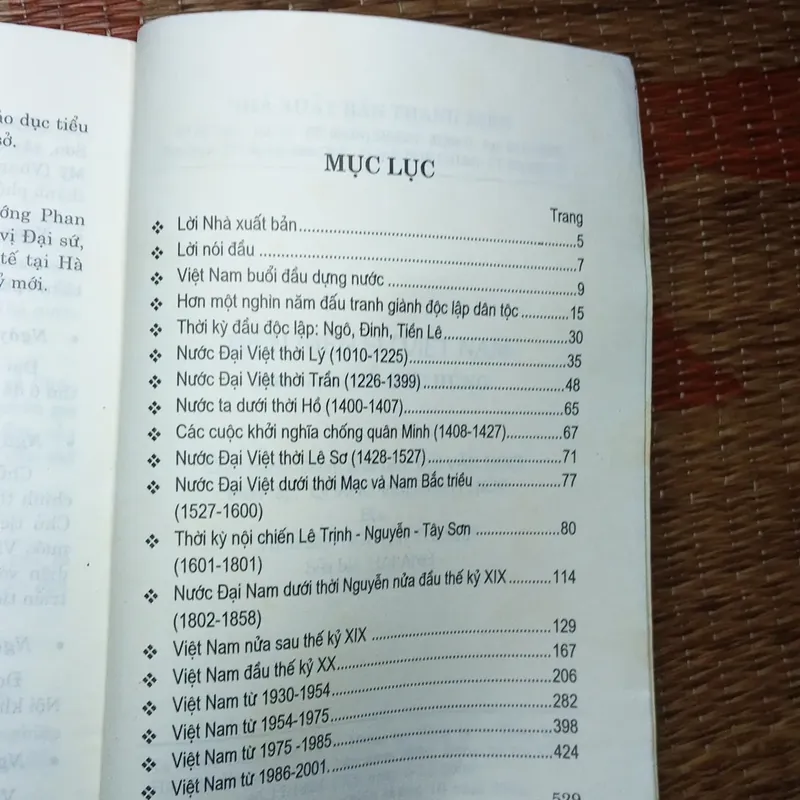 dục tiểu
sở.
Phan
vị Đại sứ,
tế tại Hà
mới.
MỤC LỤC
Trang
❖ Lời Nhà xuất bản..........5
❖ Lời nói đầu ..........7
❖ Việt Nam buổi đầu dựng nước ..........9
❖ Hơn một nghìn năm đấu tranh giành độc lập dân tộc ..........15
❖ Thời kỳ đầu độc lập: Ngô, Đinh, Tiền Lê..........30
❖ Nước Đại Việt thời Lý (1010-1225)..........35
❖ Nước Đại Việt thời Trần (1226-1399)..........48
❖ Nước ta dưới thời Hồ (1400-1407)..........65
❖ Các cuộc khởi nghĩa chống quân Minh (1408-1427)..........67
❖ Nước Đại Việt thời Lê Sơ (1428-1527)..........71
❖ Nước Đại Việt dưới thời Mạc và Nam Bắc triều ..........77
(1527-1600)
❖ Thời kỳ nội chiến Lê Trịnh - Nguyễn - Tây Sơn ..........80
(1601-1801)
❖ Nước Đại Nam dưới thời Nguyễn nửa đầu thế kỷ XIX..........114
(1802-1858)
❖ Việt Nam nửa sau thế kỷ XIX ..........129
❖ Việt Nam đầu thế kỷ XX..........167
❖ Việt Nam từ 1930-1954..........206
❖ Việt Nam từ 1954-1975..........282
❖ Việt Nam từ 1975 -1985..........398
❖ Việt Nam từ 1986-2001..........424
529